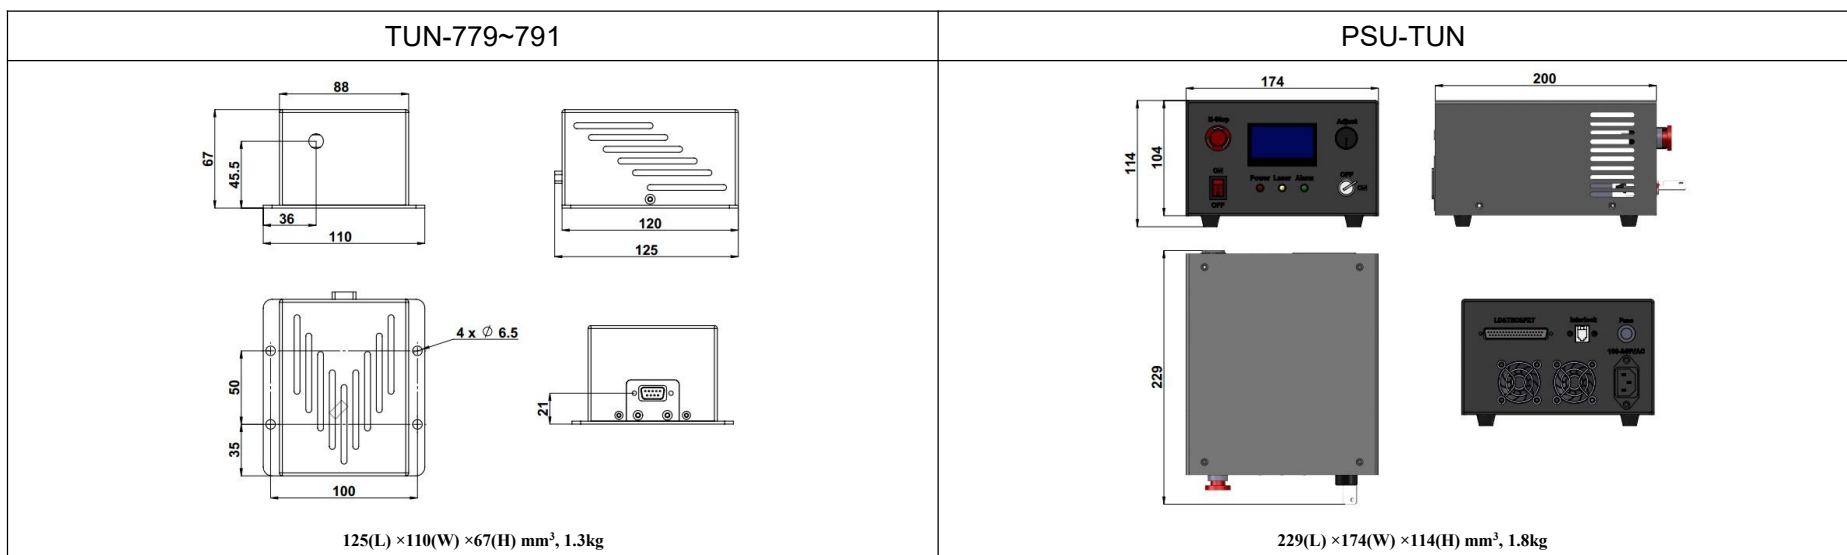 TUN-779~791
PSU-TUN
88
67
45.5
36
110
120
125
4 x ∅ 6.5
50
35
100
21
125(L) ×110(W) ×67(H) mm³, 1.3kg
174
200
114
104
E-Stop
Adjust
ON
OFF
Power Laser Alarm
OFF
ON
229
Interlock
Fuse
229(L) ×174(W) ×114(H) mm³, 1.8kg